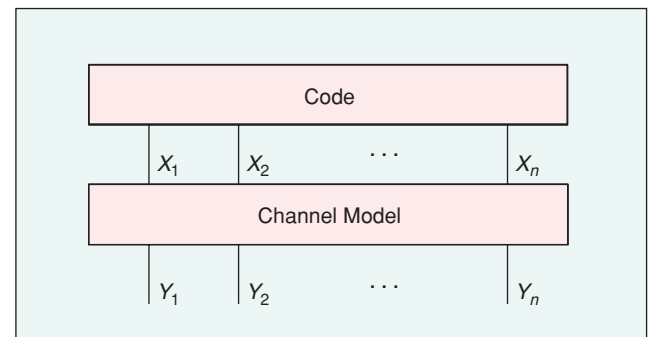 Code
X1 X2 ... Xn
Channel Model
Y1 Y2 ... Yn